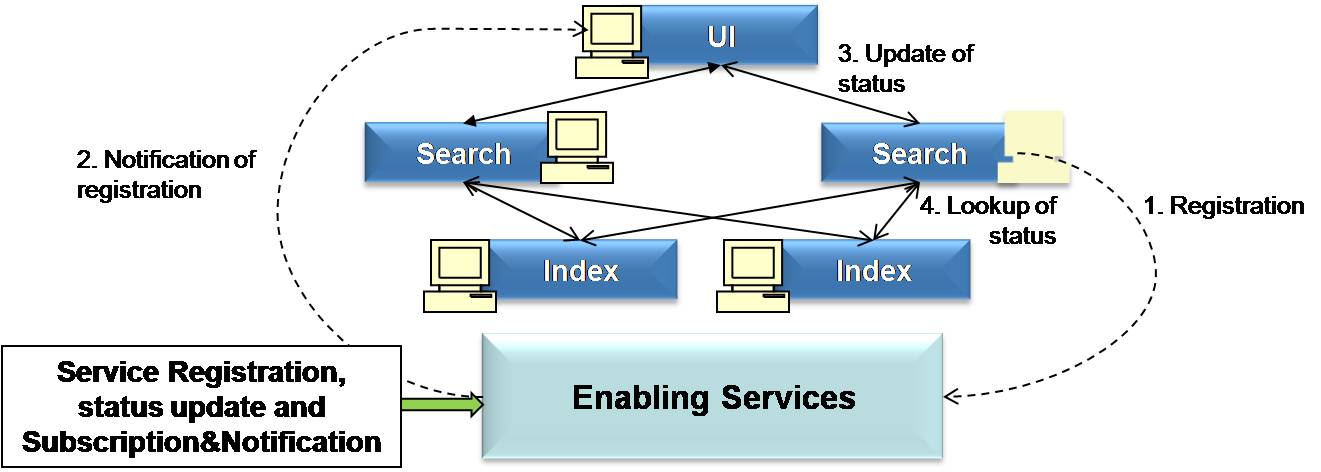 UI
3. Update of
status
Search
Search
2. Notification of
registration
4. Lookup of
status
1. Registration
Index
Index
Service Registration,
status update and
Subscription&Notification
Enabling Services